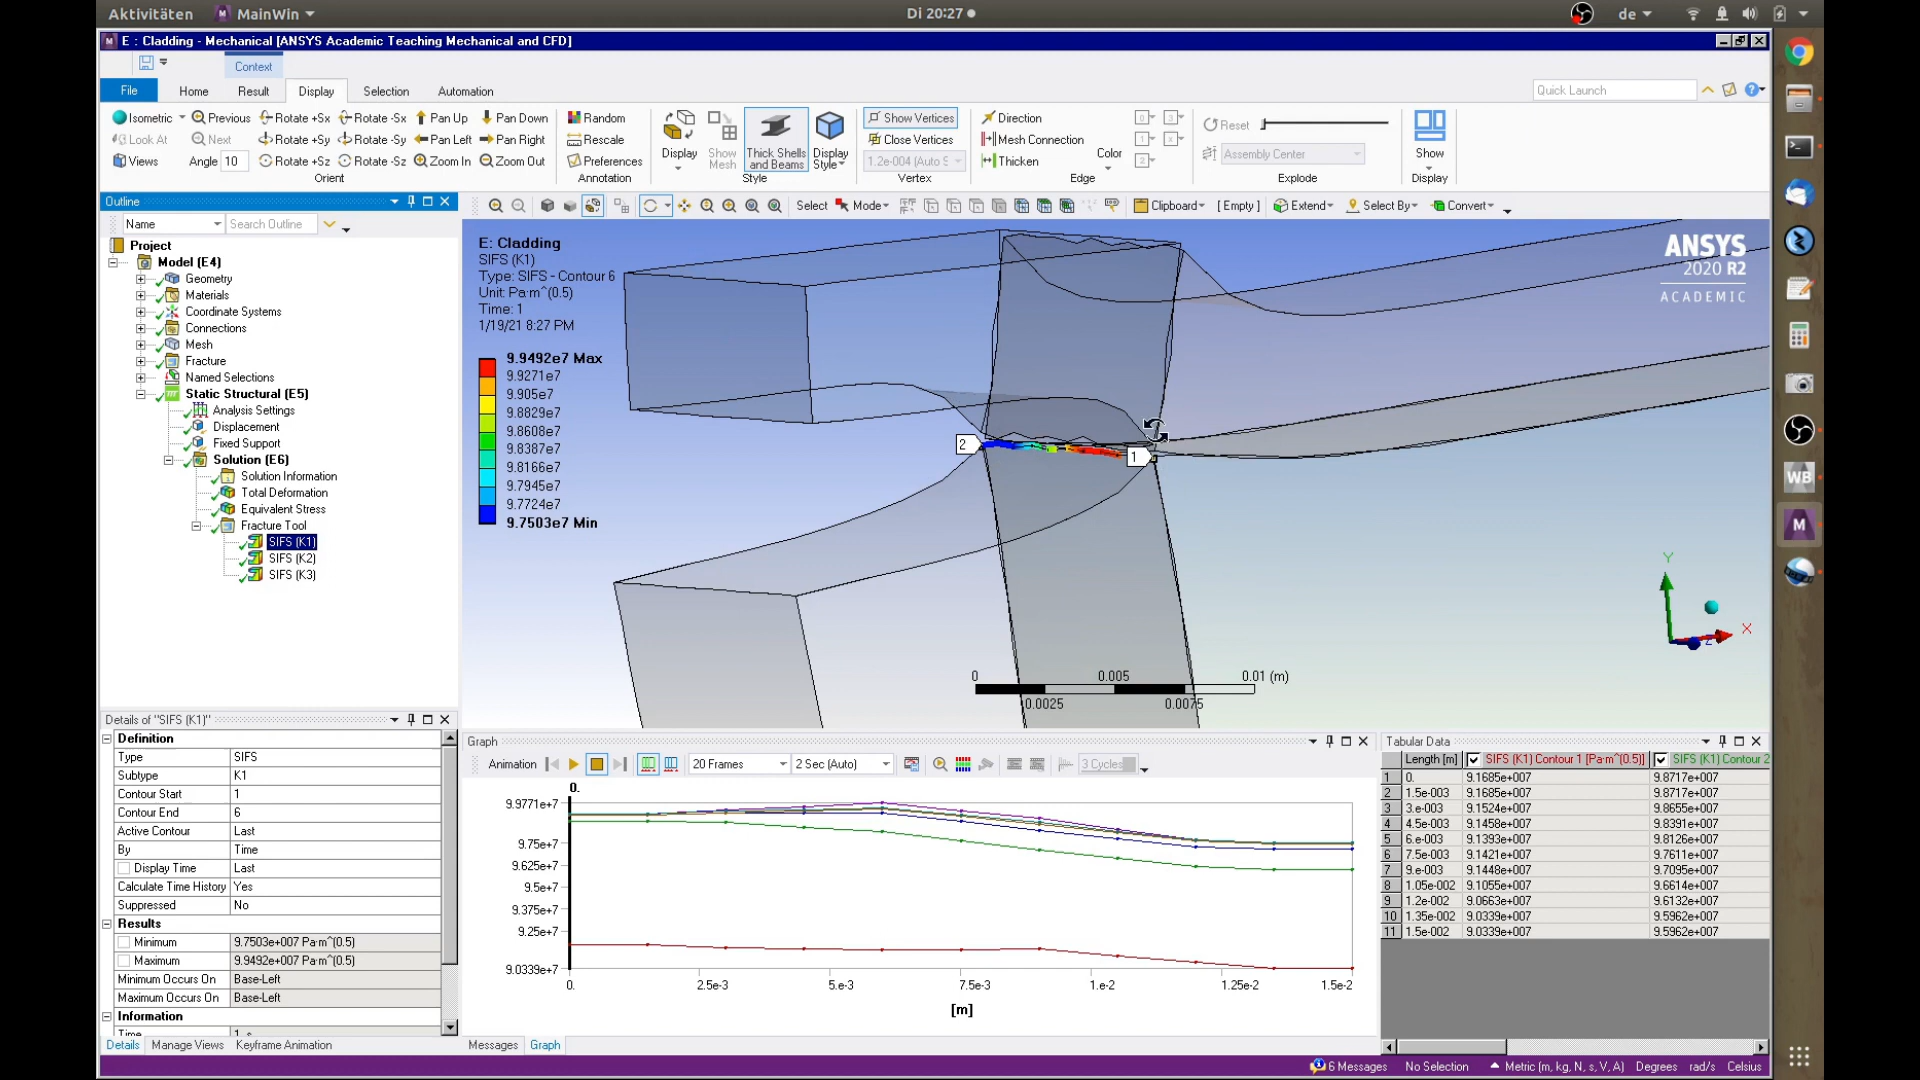 Aktivitäten MainWin Di 20:27 de
E : Cladding - Mechanical [ANSYS Academic Teaching Mechanical and CFD]
Context
File Home Result Display Selection Automation Quick Launch
Isometric Previous Rotate +Sx Rotate -Sx Pan Up Pan Down Random Show Vertices Direction Reset
Look At Next Rotate +Sy Rotate -Sy Pan Left Pan Right Rescale Close Vertices Mesh Connection
Views Angle 10 Rotate +Sz Rotate -Sz Zoom In Zoom Out Preferences 1.2e-004 (Auto S Thicken Color Assembly Center
Display Show Mesh Thick Shells and Beams Display Style Show
Orient Annotation Style Vertex Edge Explode Display
Outline
Select Mode Clipboard [ Empty ] Extend Select By Convert
Name Search Outline
Project
Model (E4)
Geometry
Materials
Coordinate Systems
Connections
Mesh
Fracture
Named Selections
Static Structural (E5)
Analysis Settings
Displacement
Fixed Support
Solution (E6)
Solution Information
Total Deformation
Equivalent Stress
Fracture Tool
SIFS (K1)
SIFS (K2)
SIFS (K3)
E: Cladding
SIFS (K1)
Type: SIFS - Contour 6
Unit: Pa·m^(0.5)
Time: 1
1/19/21 8:27 PM
9.9492e7 Max
9.9271e7
9.905e7
9.8829e7
9.8608e7
9.8387e7
9.8166e7
9.7945e7
9.7724e7
9.7503e7 Min
ANSYS
2020 R2
ACADEMIC
2
1
Y
X
Z
0 0.005 0.01 (m)
0.0025 0.0075
Details of "SIFS (K1)"
Definition
Type SIFS
Subtype K1
Contour Start 1
Contour End 6
Active Contour Last
By Time
Display Time Last
Calculate Time History Yes
Suppressed No
Results
Minimum 9.7503e+007 Pa·m^(0.5)
Maximum 9.9492e+007 Pa·m^(0.5)
Minimum Occurs On Base-Left
Maximum Occurs On Base-Left
Information
Time 1. s
Details Manage Views Keyframe Animation
Graph
Animation 20 Frames 2 Sec (Auto) 3 Cycles
0.
9.9771e+7
9.75e+7
9.625e+7
9.5e+7
9.375e+7
9.25e+7
9.0339e+7
0. 2.5e-3 5.e-3 7.5e-3 1.e-2 1.25e-2 1.5e-2
[m]
Messages Graph
Tabular Data
Length [m] SIFS (K1) Contour 1 [Pa·m^(0.5)] SIFS (K1) Contour 2
1 0. 9.1685e+007 9.8717e+007
2 1.5e-003 9.1685e+007 9.8717e+007
3 3.e-003 9.1524e+007 9.8655e+007
4 4.5e-003 9.1458e+007 9.8391e+007
5 6.e-003 9.1393e+007 9.8126e+007
6 7.5e-003 9.1421e+007 9.7611e+007
7 9.e-003 9.1448e+007 9.7095e+007
8 1.05e-002 9.1055e+007 9.6614e+007
9 1.2e-002 9.0663e+007 9.6132e+007
10 1.35e-002 9.0339e+007 9.5962e+007
11 1.5e-002 9.0339e+007 9.5962e+007
6 Messages No Selection Metric (m, kg, N, s, V, A) Degrees rad/s Celsius
WB
M